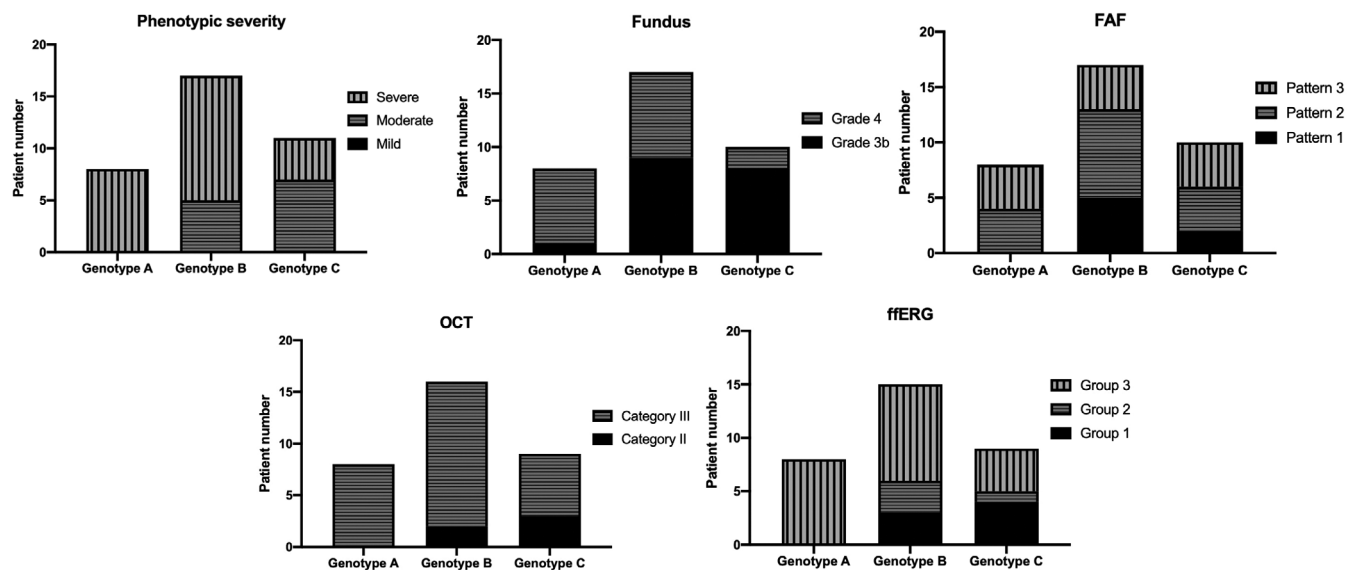 Phenotypic severity
Patient number
20
15
10
5
0
Genotype A
Genotype B
Genotype C
Severe
Moderate
Mild
Fundus
Patient number
20
15
10
5
0
Genotype A
Genotype B
Genotype C
Grade 4
Grade 3b
FAF
Patient number
20
15
10
5
0
Genotype A
Genotype B
Genotype C
Pattern 3
Pattern 2
Pattern 1
OCT
Patient number
20
15
10
5
0
Genotype A
Genotype B
Genotype C
Category III
Category II
ffERG
Patient number
20
15
10
5
0
Genotype A
Genotype B
Genotype C
Group 3
Group 2
Group 1